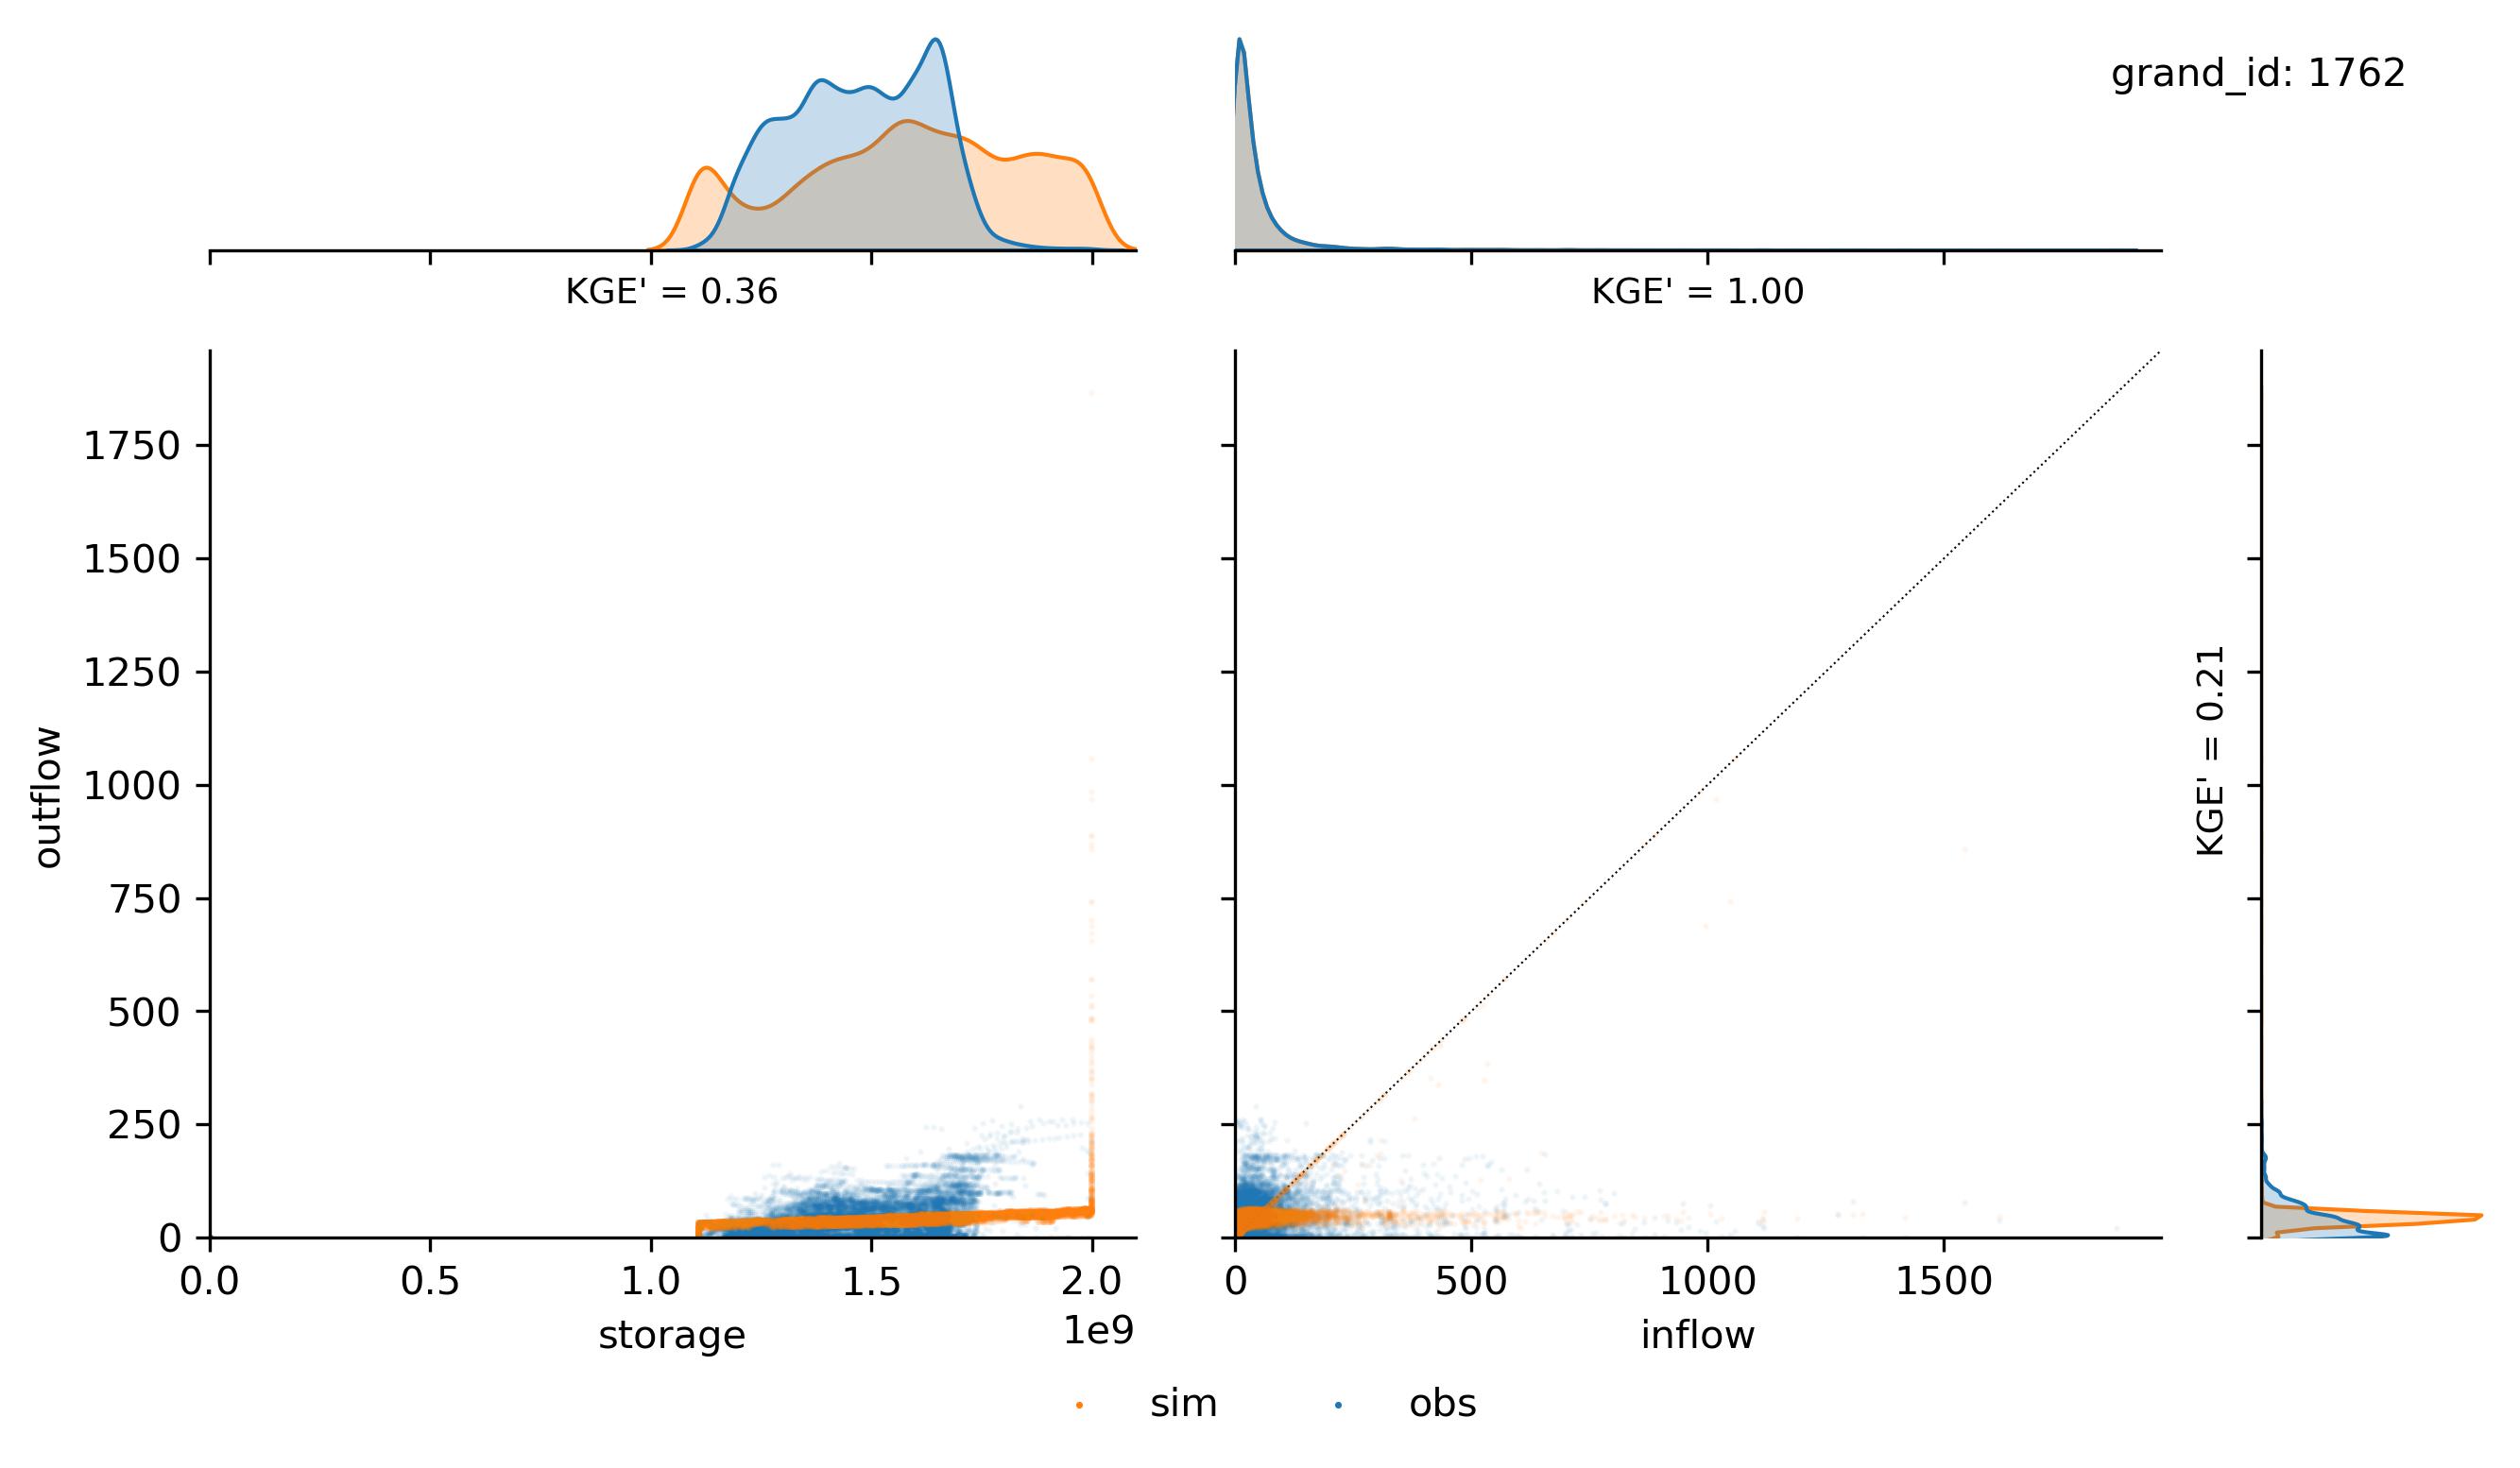 grand_id: 1762
KGE' = 0.36
KGE' = 1.00
1750
1500
1250
1000
750
500
250
0
outflow
KGE' = 0.21
0.0 0.5 1.0 1.5 2.0
1e9
storage
0 500 1000 1500
inflow
sim obs